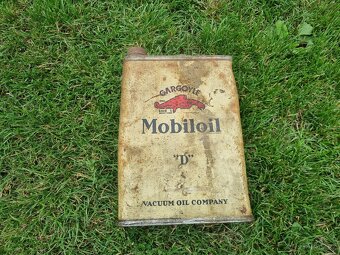 GARGOYLE
Mobiloil
"D"
VACUUM OIL COMPANY